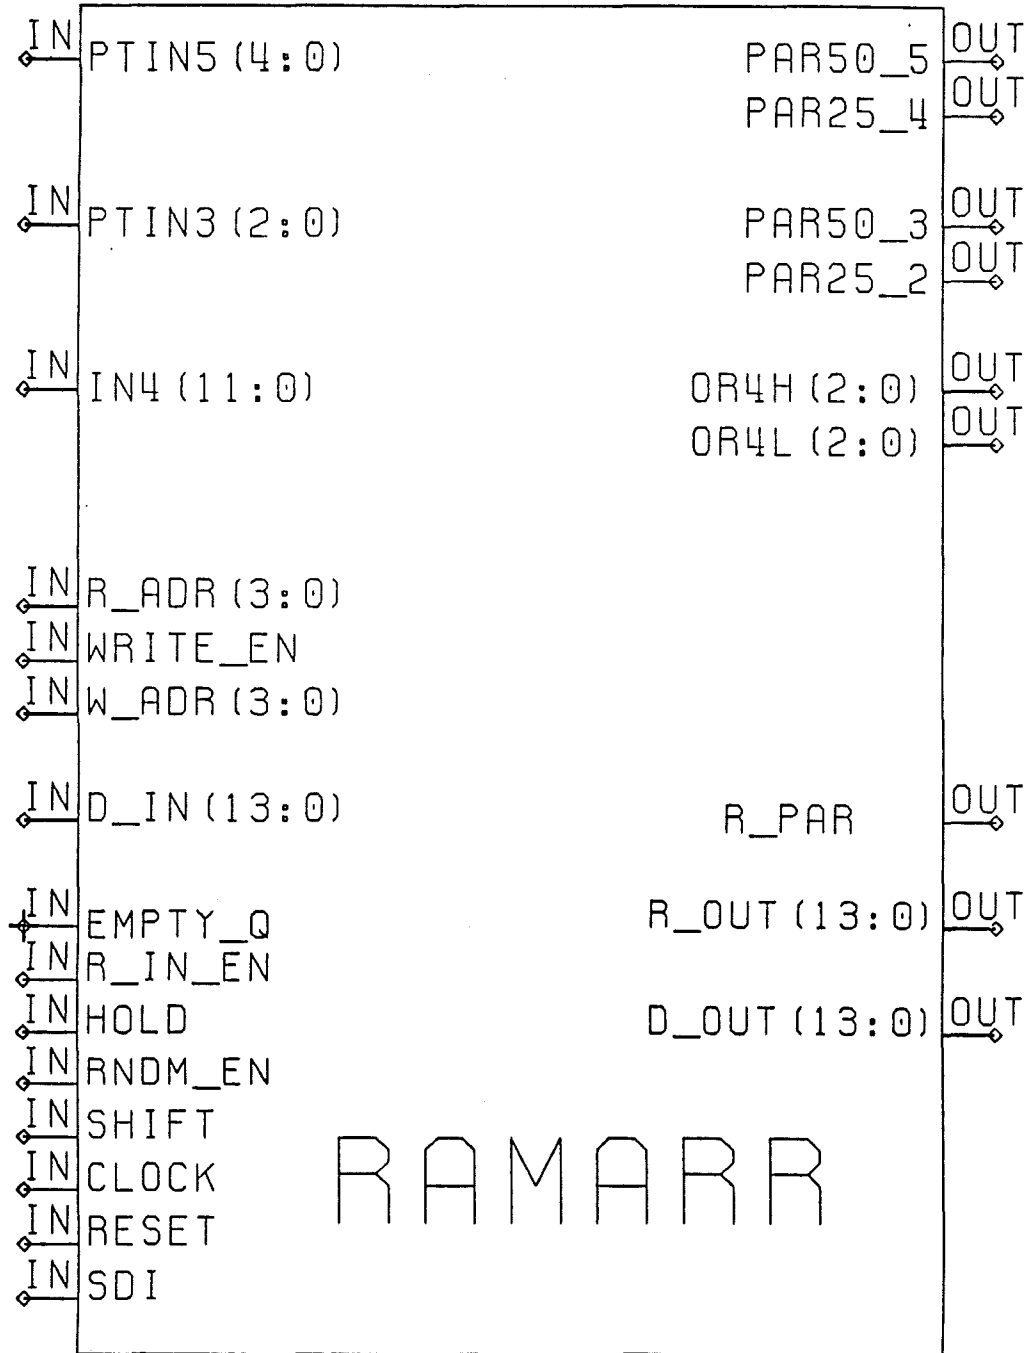 IN PTIN5(4:0) PAR50_5 OUT
PAR25_4 OUT
IN PTIN3(2:0) PAR50_3 OUT
PAR25_2 OUT
IN IN4(11:0) OR4H(2:0) OUT
OR4L(2:0) OUT
IN R_ADR(3:0)
IN WRITE_EN
IN W_ADR(3:0)
IN D_IN(13:0) R_PAR OUT
IN EMPTY_Q R_OUT(13:0) OUT
IN R_IN_EN
IN HOLD D_OUT(13:0) OUT
IN RNDM_EN
IN SHIFT
IN CLOCK
IN RESET
IN SDI
RAMARR